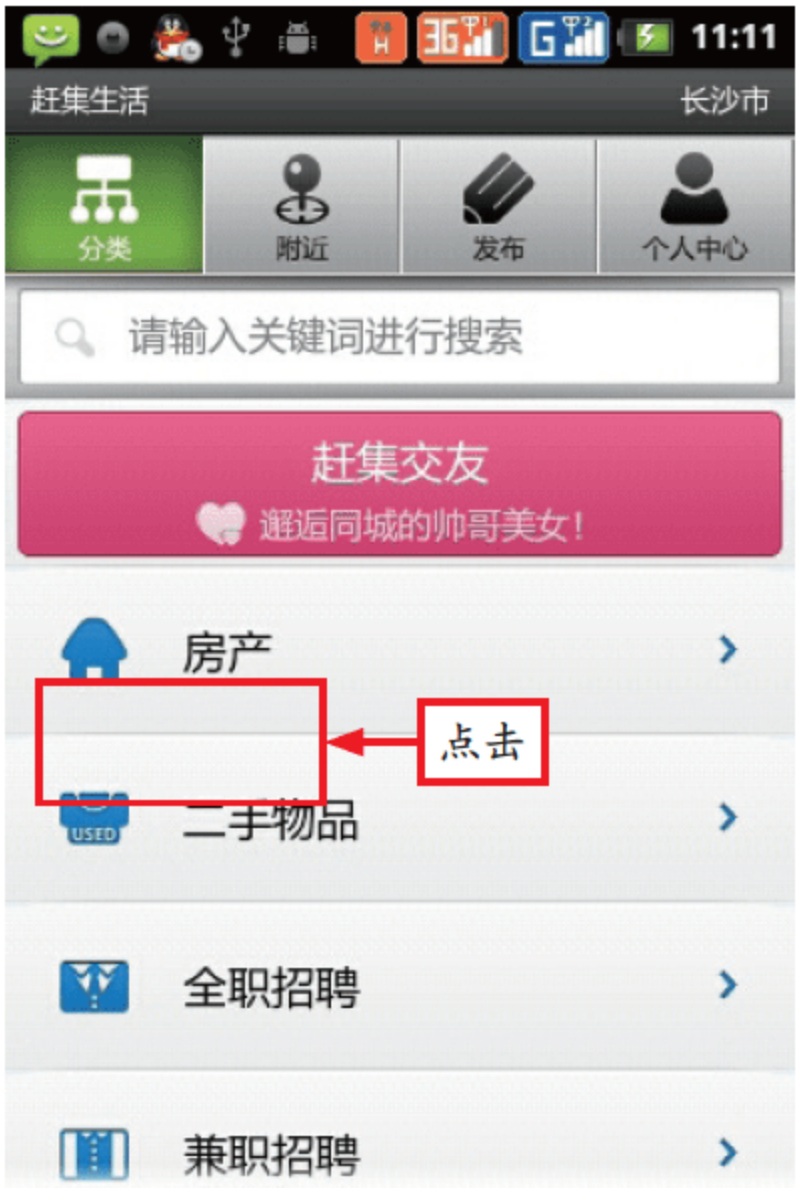 H
3G 1
G 2
11:11
赶集生活 长沙市
分类 附近 发布 个人中心
请输入关键词进行搜索
赶集交友
邂逅同城的帅哥美女!
房产
点击
二手物品
USED
全职招聘
兼职招聘